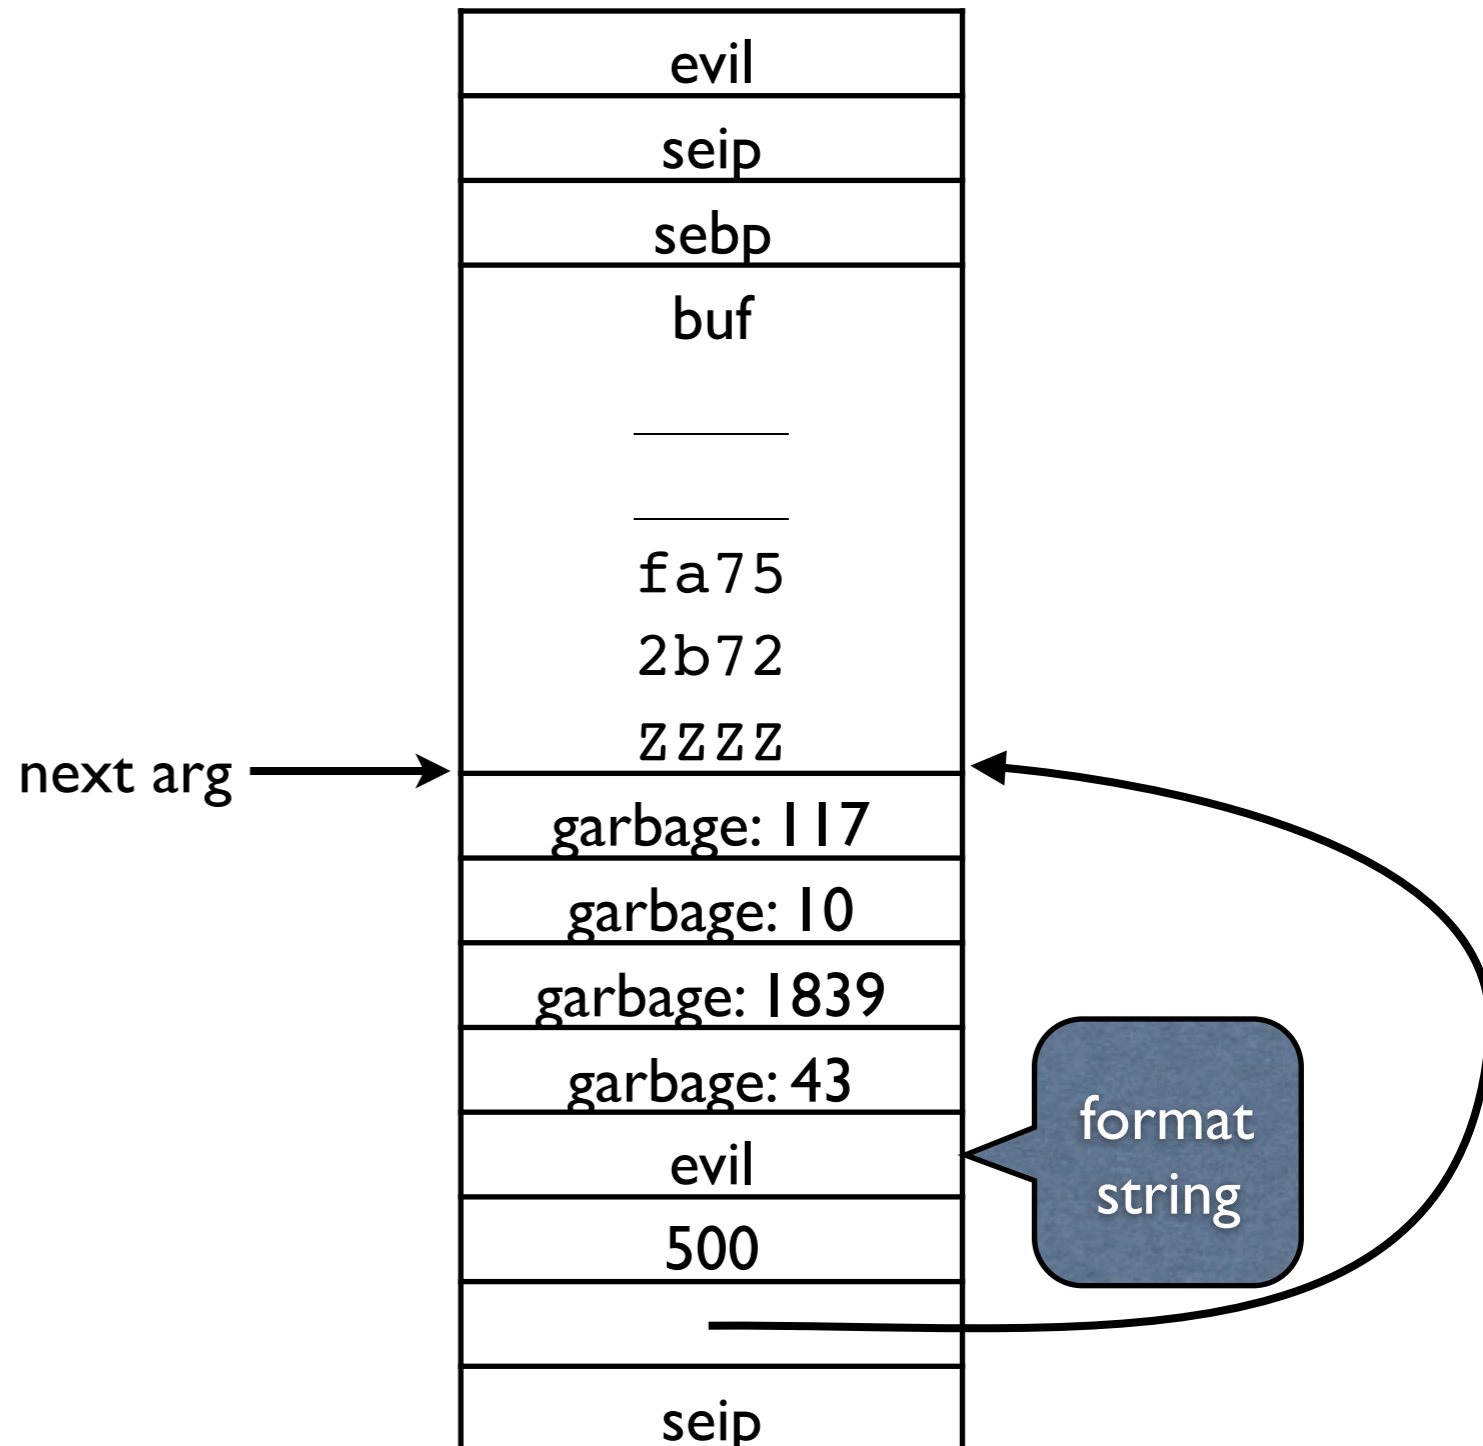 evil
seip
sebp
buf
fa75
2b72
zzzz
next arg
garbage: 117
garbage: 10
garbage: 1839
garbage: 43
evil
format
string
500
seip